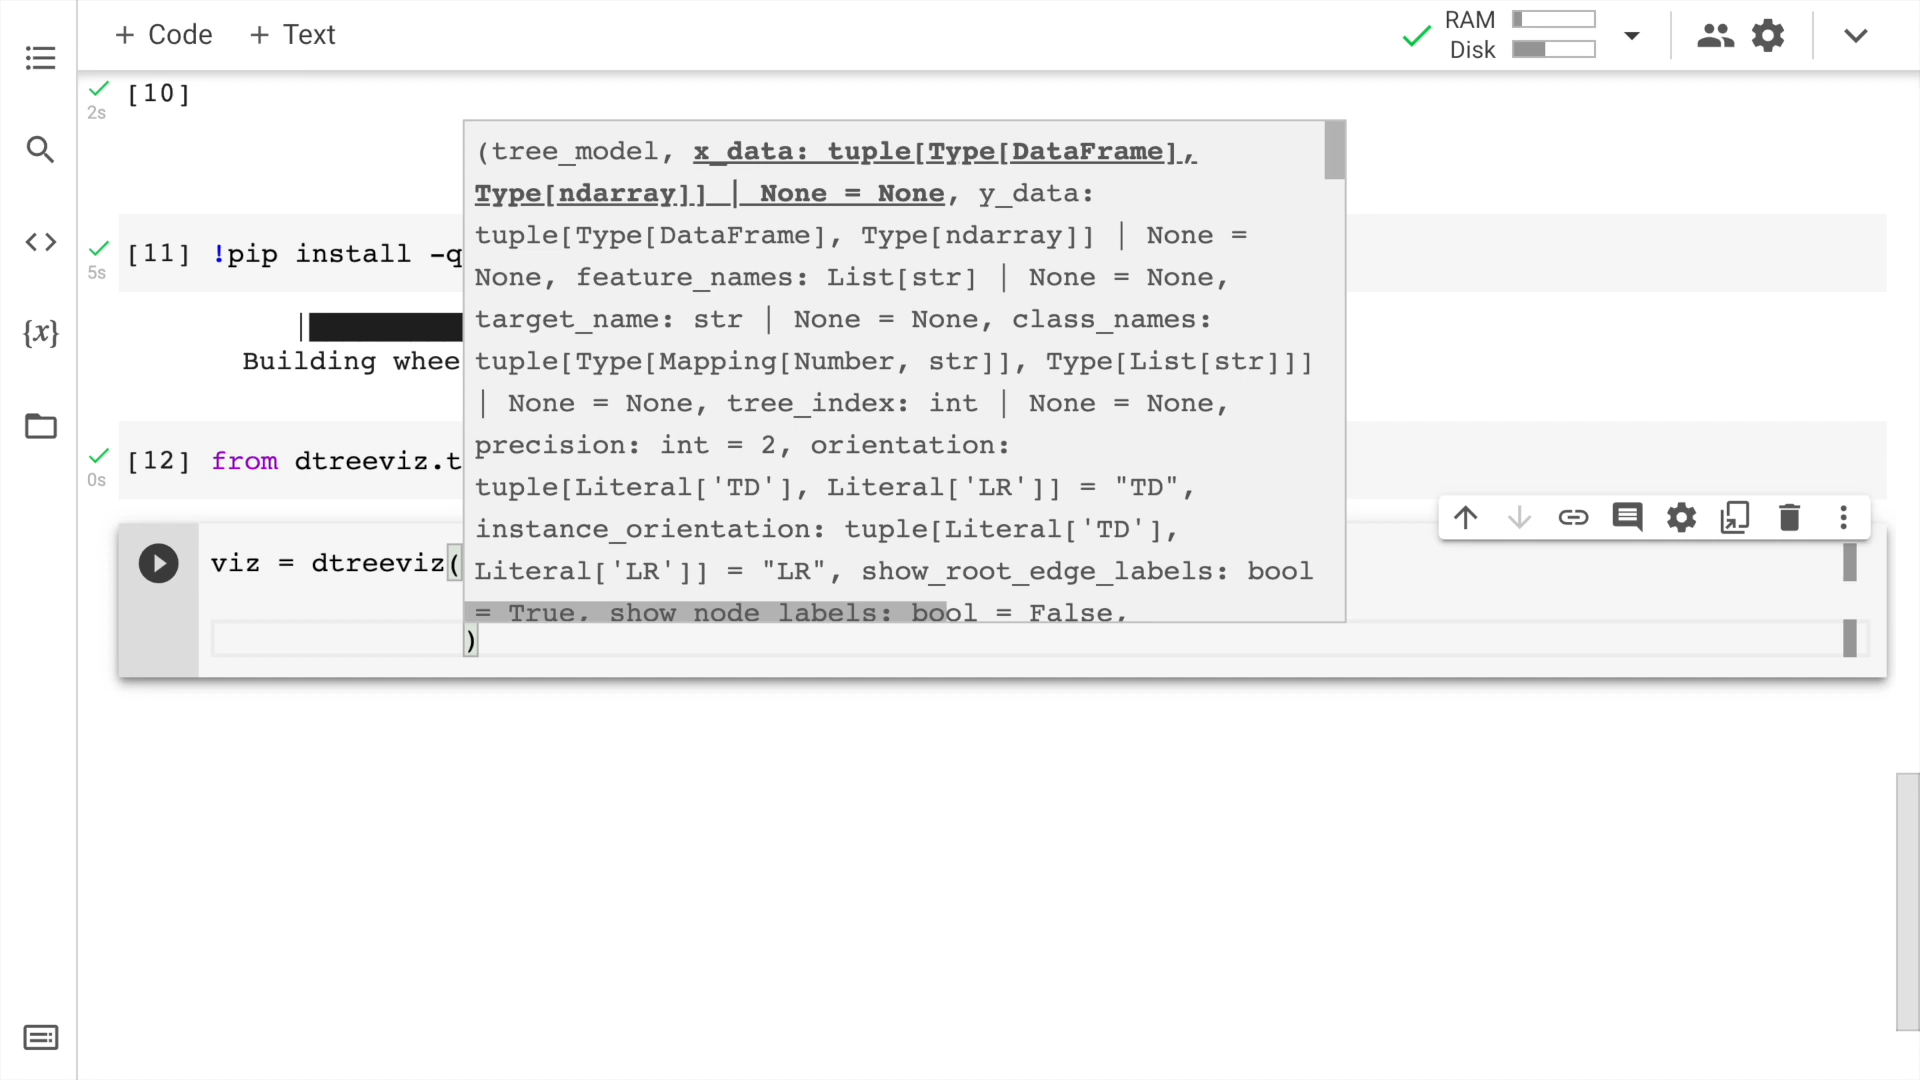 + Code + Text
RAM
Disk
[10]
2s
(tree_model, x_data: tuple[Type[DataFrame],
Type[ndarray]] | None = None, y_data:
tuple[Type[DataFrame], Type[ndarray]] | None =
None, feature_names: List[str] | None = None,
target_name: str | None = None, class_names:
tuple[Type[Mapping[Number, str]], Type[List[str]]]
| None = None, tree_index: int | None = None,
precision: int = 2, orientation:
tuple[Literal['TD'], Literal['LR']] = "TD",
instance_orientation: tuple[Literal['TD'],
Literal['LR']] = "LR", show_root_edge_labels: bool
= True, show_node_labels: bool = False,
[11] !pip install -q
5s
Building whee
[12] from dtreeviz.t
0s
viz = dtreeviz(
)
{x}